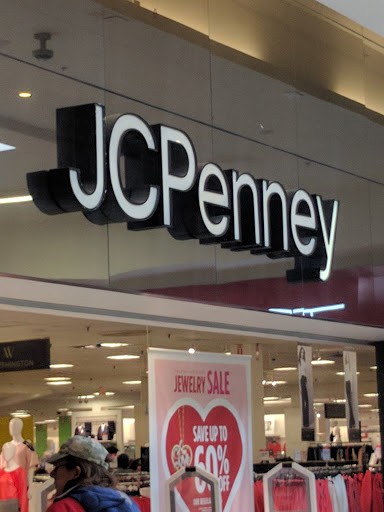 JCPenney
JEWELRY SALE
SAVE UP TO
60%
OFF